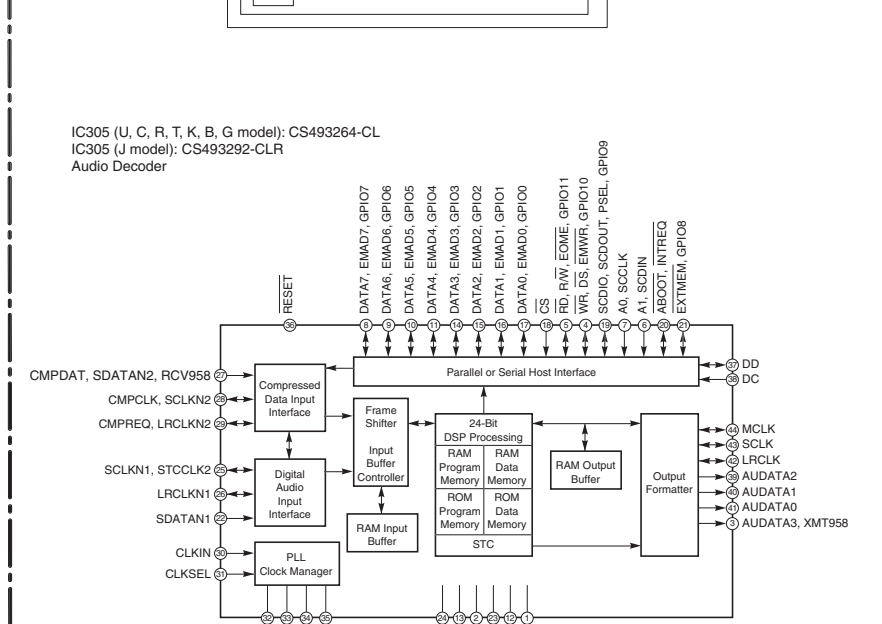 IC305 (U, C, R, T, K, B, G model): CS493264-CL
IC305 (J model): CS493292-CLR
Audio Decoder
RESET
DATA7, EMAD7, GPIO7
DATA6, EMAD6, GPIO6
DATA5, EMAD5, GPIO5
DATA4, EMAD4, GPIO4
DATA3, EMAD3, GPIO3
DATA2, EMAD2, GPIO2
DATA1, EMAD1, GPIO1
DATA0, EMAD0, GPIO0
CS
RD, R/W, EOME, GPIO11
WR, DS, EMWR, GPIO10
SCDIO, SCDOUT, PSEL, GPIO9
A0, SCCLK
A1, SCDIN
ABOOT, INTREQ
EXTMEM, GPIO8
36
8
9
10
11
14
15
16
17
18
5
4
19
7
6
20
21
Parallel or Serial Host Interface
37 DD
38 DC
CMPDAT, SDATAN2, RCV958 27
CMPCLK, SCLKN2 28
CMPREQ, LRCLKN2 29
Compressed
Data Input
Interface
Frame
Shifter
Input
Buffer
Controller
24-Bit
DSP Processing
RAM
Program
Memory
RAM
Data
Memory
ROM
Program
Memory
ROM
Data
Memory
STC
RAM Output
Buffer
Output
Formatter
44 MCLK
43 SCLK
42 LRCLK
39 AUDATA2
40 AUDATA1
41 AUDATA0
3 AUDATA3, XMT958
SCLKN1, STCCLK2 25
LRCLKN1 26
SDATAN1 22
Digital
Audio
Input
Interface
RAM Input
Buffer
CLKIN 30
CLKSEL 31
PLL
Clock Manager
32
33
34
35
24
13
2
23
12
1